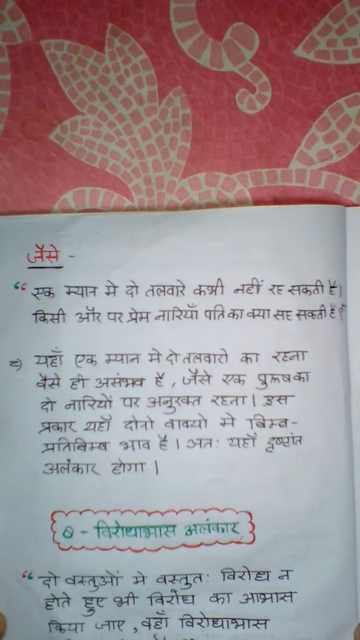 जैसे -
“ एक म्यान मे दो तलवारे कभी नहीं रह सकती है।
किसी और पर प्रेम नारियाँ पति का क्या सह सकती है ”
⇒ यहाँ एक म्यान मे दो तलवारो का रहना
वैसे ही असंभव है, जैसे एक पुरूष का
दो नारियों पर अनुरक्त रहना। इस
प्रकार यहाँ दोनो वाक्यो मे बिम्ब-
प्रतिबिम्ब भाव है। अतः यहाँ दृष्टांत
अलंकार होगा।
- विरोधाभास अलंकार
“ दो वस्तुओं मे वस्तुतः विरोध न
होते हुए भी विरोध का आभास
किया जाए, वहाँ विरोधाभास